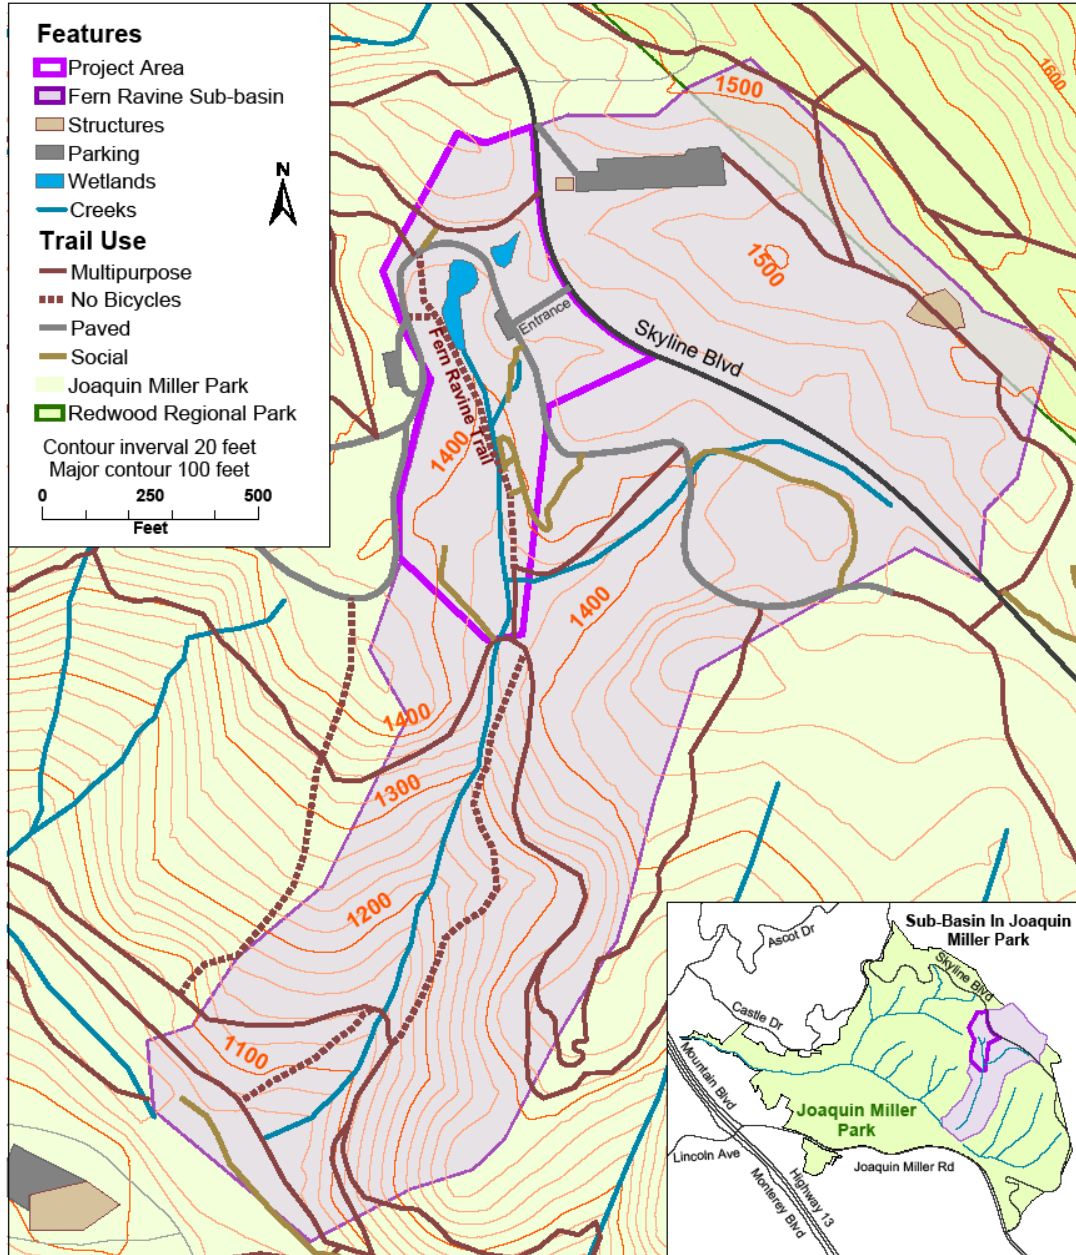 Features
Project Area
Fern Ravine Sub-basin
Structures
Parking
Wetlands
Creeks
Trail Use
Multipurpose
No Bicycles
Paved
Social
Joaquin Miller Park
Redwood Regional Park
Contour inverval 20 feet
Major contour 100 feet
0 250 500
Feet
N
1500
1600
1500
Entrance
Skyline Blvd
Fern Ravine Trail
1400
1400
1400
1300
1200
1100
Sub-Basin In Joaquin
Miller Park
Ascot Dr
Skyline Blvd
Castle Dr
Mountain Blvd
Joaquin Miller
Park
Lincoln Ave
Joaquin Miller Rd
Highway 13
Monterey Blvd